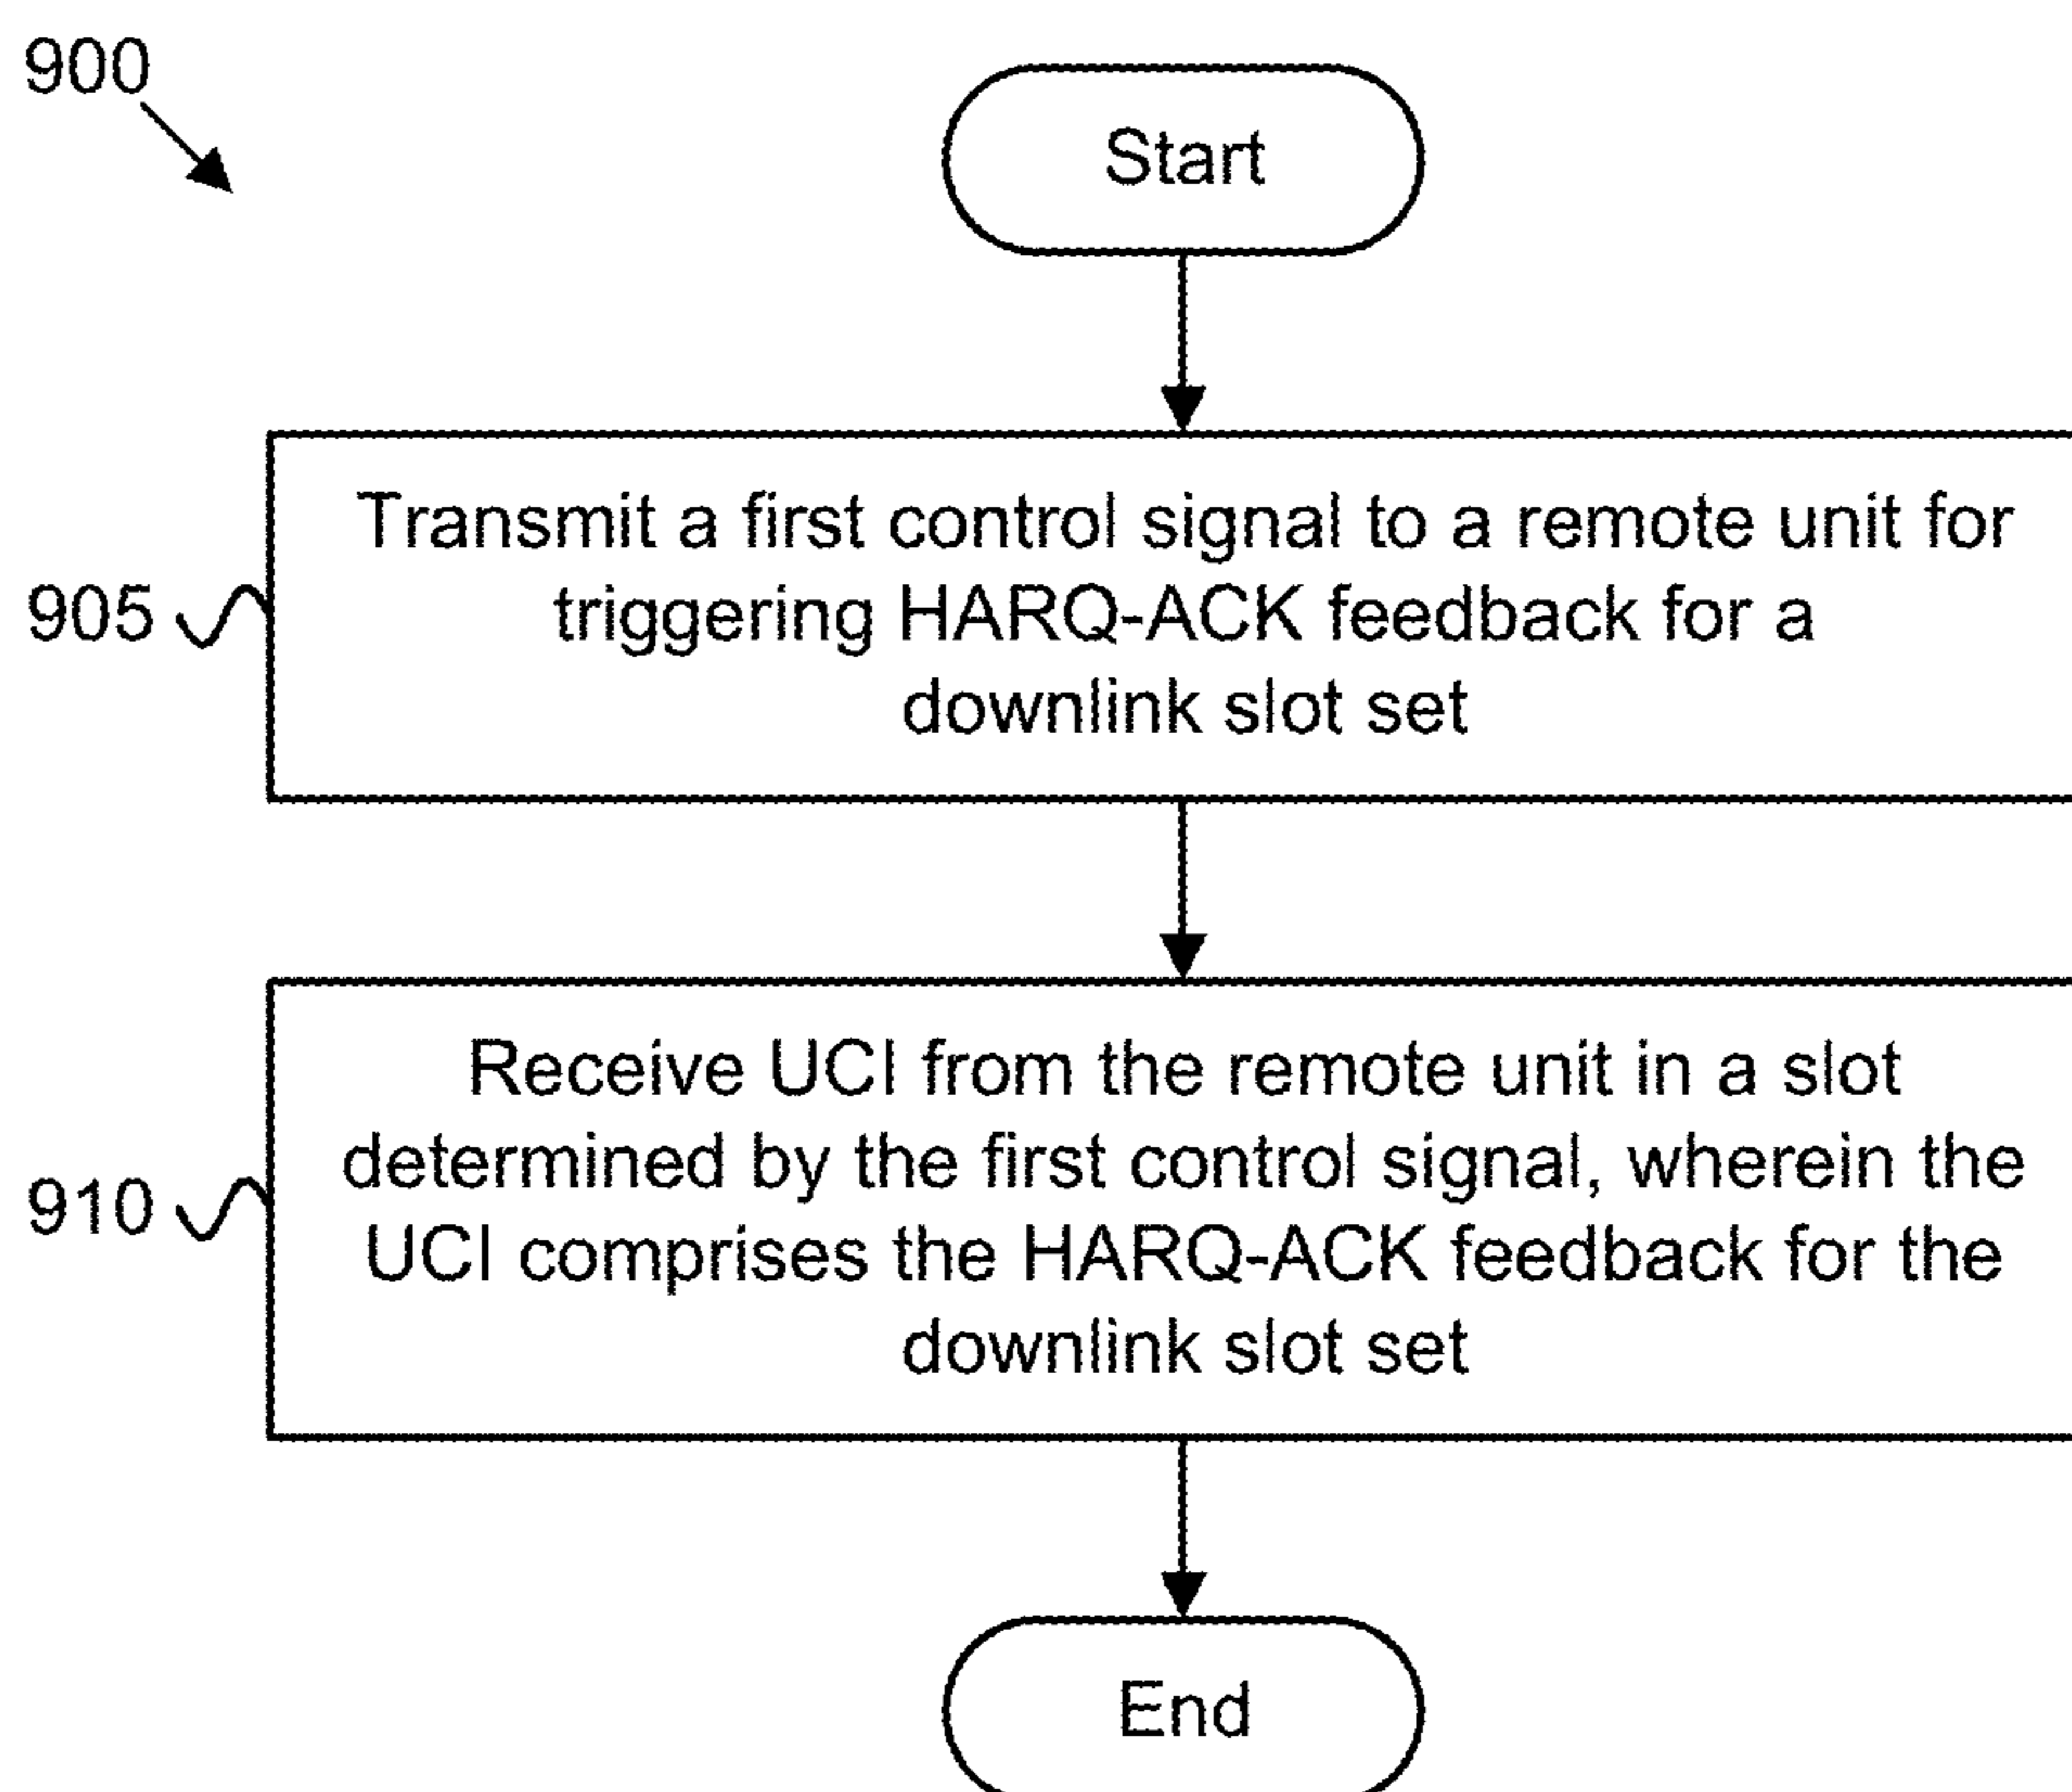 900
Start
Transmit a first control signal to a remote unit for
triggering HARQ-ACK feedback for a
downlink slot set
905
Receive UCI from the remote unit in a slot
determined by the first control signal, wherein the
UCI comprises the HARQ-ACK feedback for the
downlink slot set
910
End